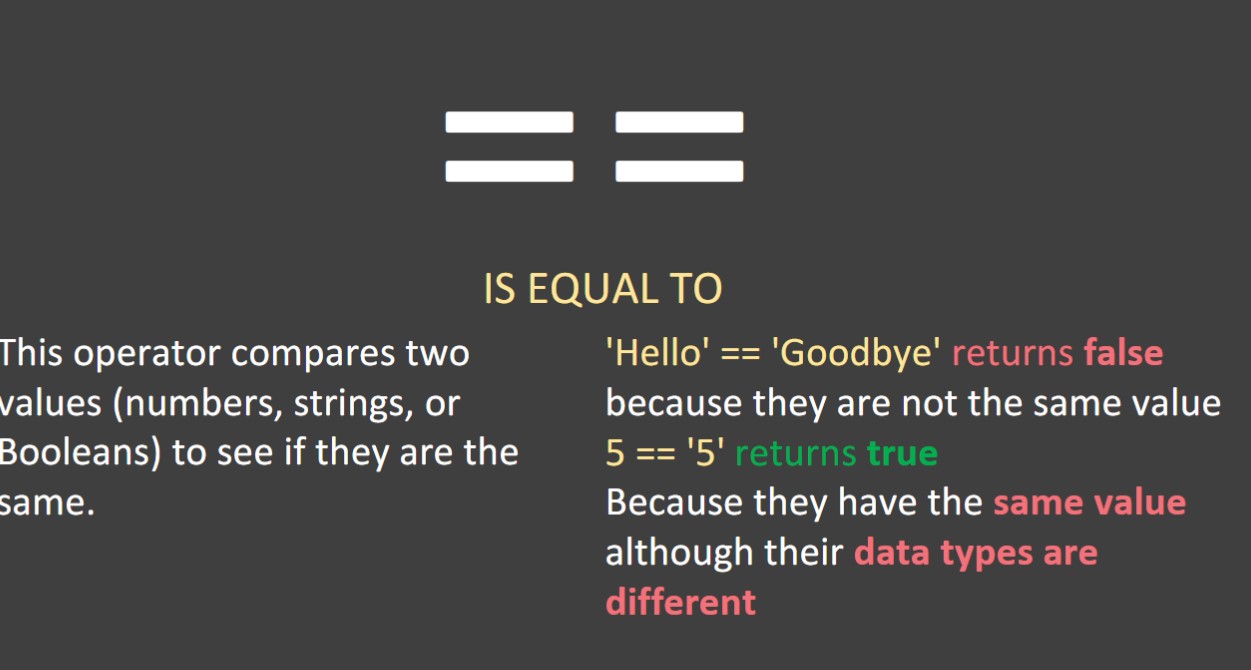 ==
IS EQUAL TO
This operator compares two
values (numbers, strings, or
Booleans) to see if they are the
same.
'Hello' == 'Goodbye' returns false
because they are not the same value
5 == '5' returns true
Because they have the same value
although their data types are
different